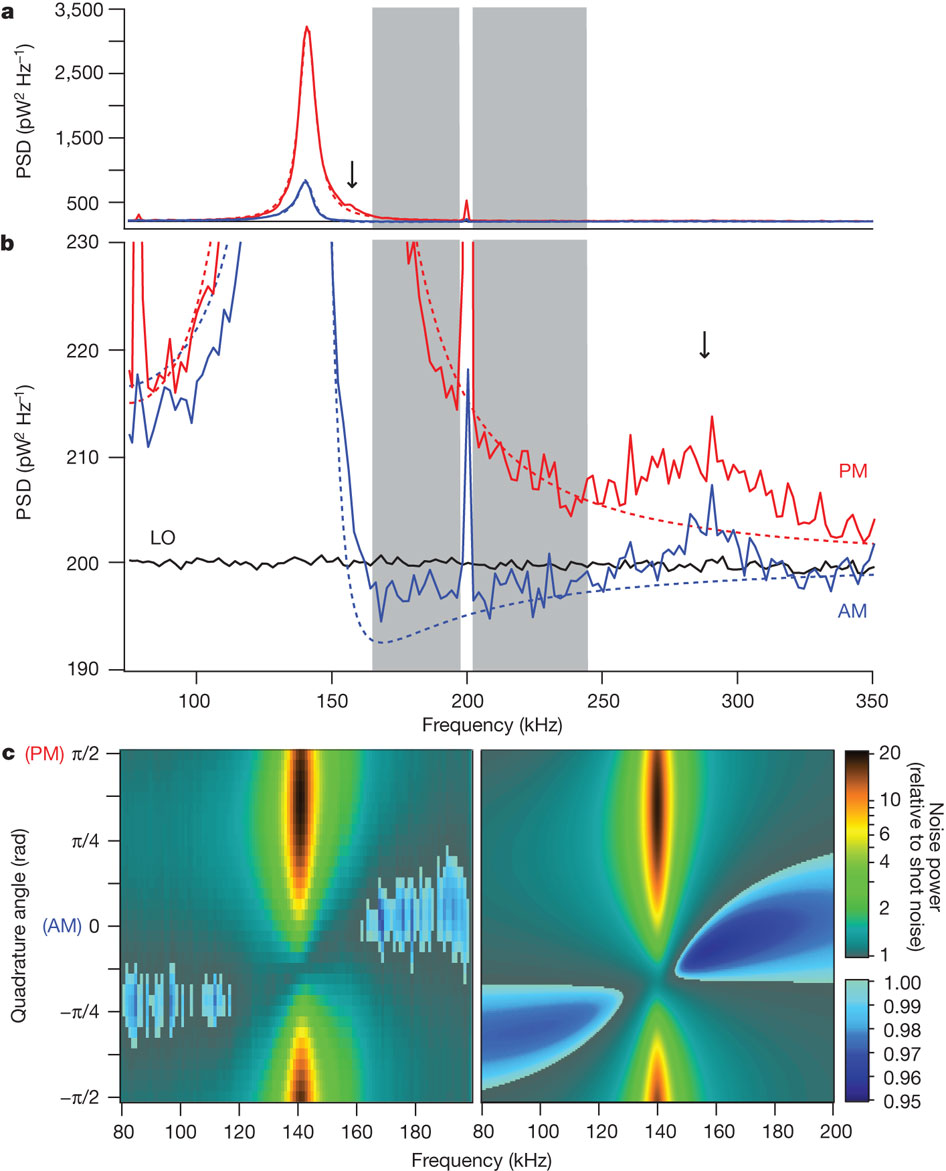 a
3,500
2,500
1,500
500
PSD (pW² Hz⁻¹)
b
230
220
210
200
190
PSD (pW² Hz⁻¹)
LO
PM
AM
100
150
200
250
300
350
Frequency (kHz)
c
(PM) π/2
π/4
(AM) 0
−π/4
−π/2
Quadrature angle (rad)
80
100
120
140
160
80
100
120
140
160
180
200
Frequency (kHz)
20
10
6
4
2
1
Noise power
(relative to shot noise)
1.00
0.99
0.98
0.97
0.96
0.95